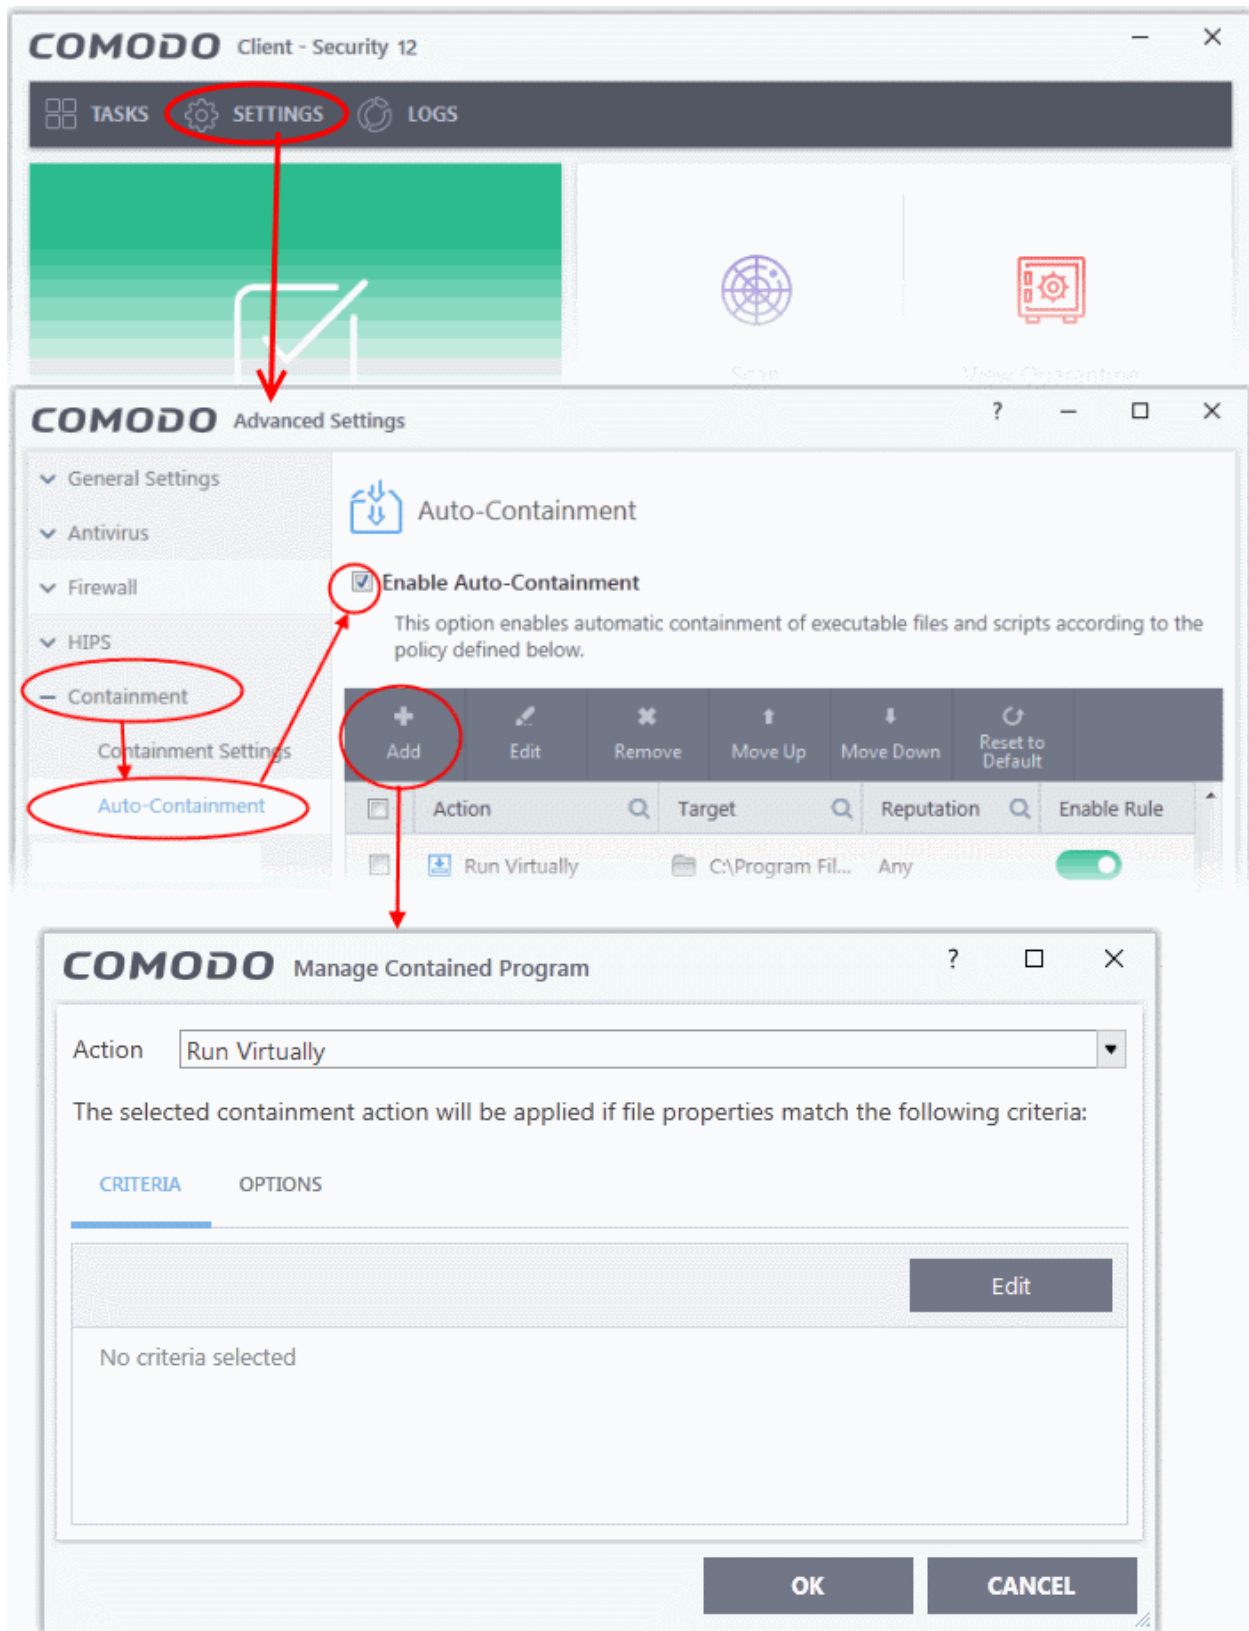 COMODO Client - Security 12
TASKS SETTINGS LOGS
Scan View Quarantine
COMODO Advanced Settings ?
General Settings
Antivirus
Firewall
HIPS
Containment
Containment Settings
Auto-Containment
Auto-Containment
Enable Auto-Containment
This option enables automatic containment of executable files and scripts according to the
policy defined below.
Add Edit Remove Move Up Move Down Reset to
Default
Action Target Reputation Enable Rule
Run Virtually C:\Program Fil... Any
COMODO Manage Contained Program ?
Action Run Virtually
The selected containment action will be applied if file properties match the following criteria:
CRITERIA OPTIONS
Edit
No criteria selected
OK CANCEL